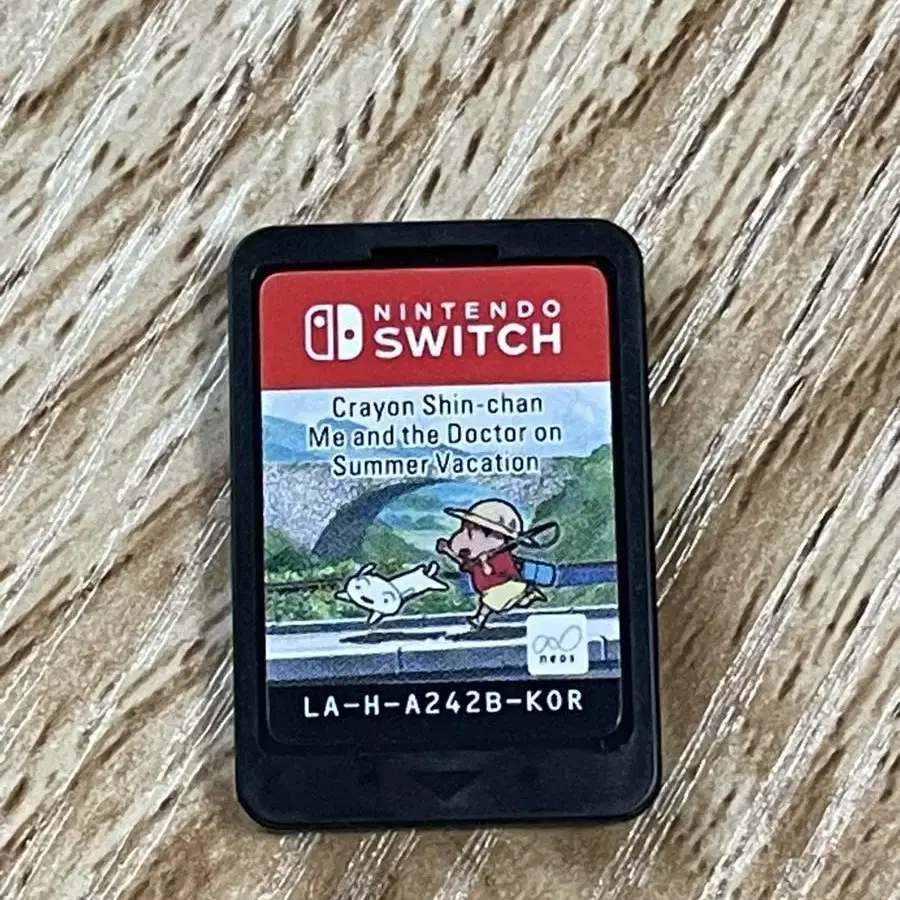 NINTENDO
SWITCH
Crayon Shin-chan
Me and the Doctor on
Summer Vacation
neos
LA-H-A242B-KOR